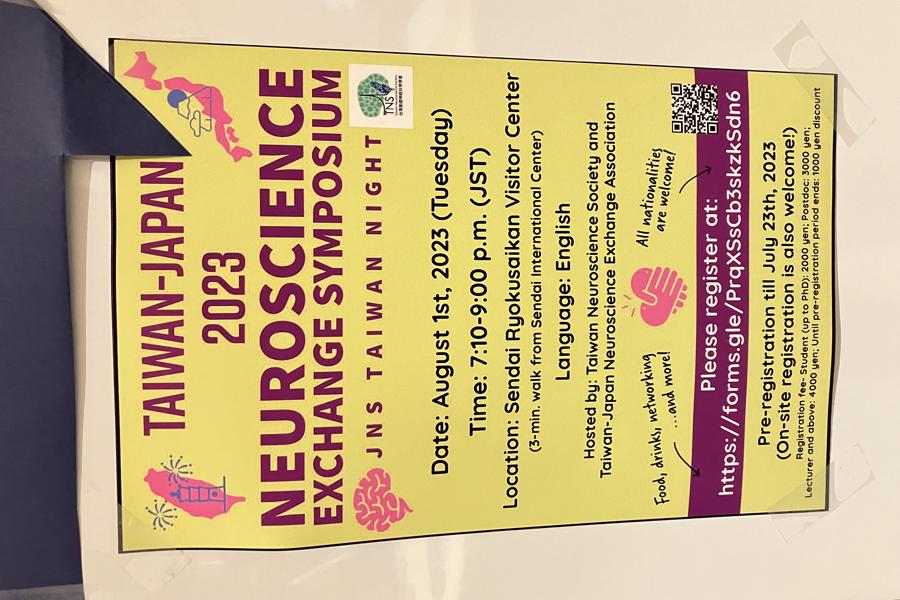 TAIWAN-JAPAN
2023
NEUROSCIENCE
EXCHANGE SYMPOSIUM
JNS TAIWAN NIGHT
TNS
Date: August 1st, 2023 (Tuesday)
Time: 7:10-9:00 p.m. (JST)
Location: Sendai Ryokusaikan Visitor Center
(3-min. walk from Sendai International Center)
Language: English
Hosted by: Taiwan Neuroscience Society and
Taiwan-Japan Neuroscience Exchange Association
Food, drinks, networking
...and more!
All nationalities
are welcome!
Please register at:
https://forms.gle/PrqXSsCb3skzkSdn6
Pre-registration till July 23th, 2023
(On-site registration is also welcome!)
Registration fee- Student (up to PhD): 2000 yen; Postdoc: 3000 yen;
Lecturer and above: 4000 yen; Until pre-registration period ends: 1000 yen discount